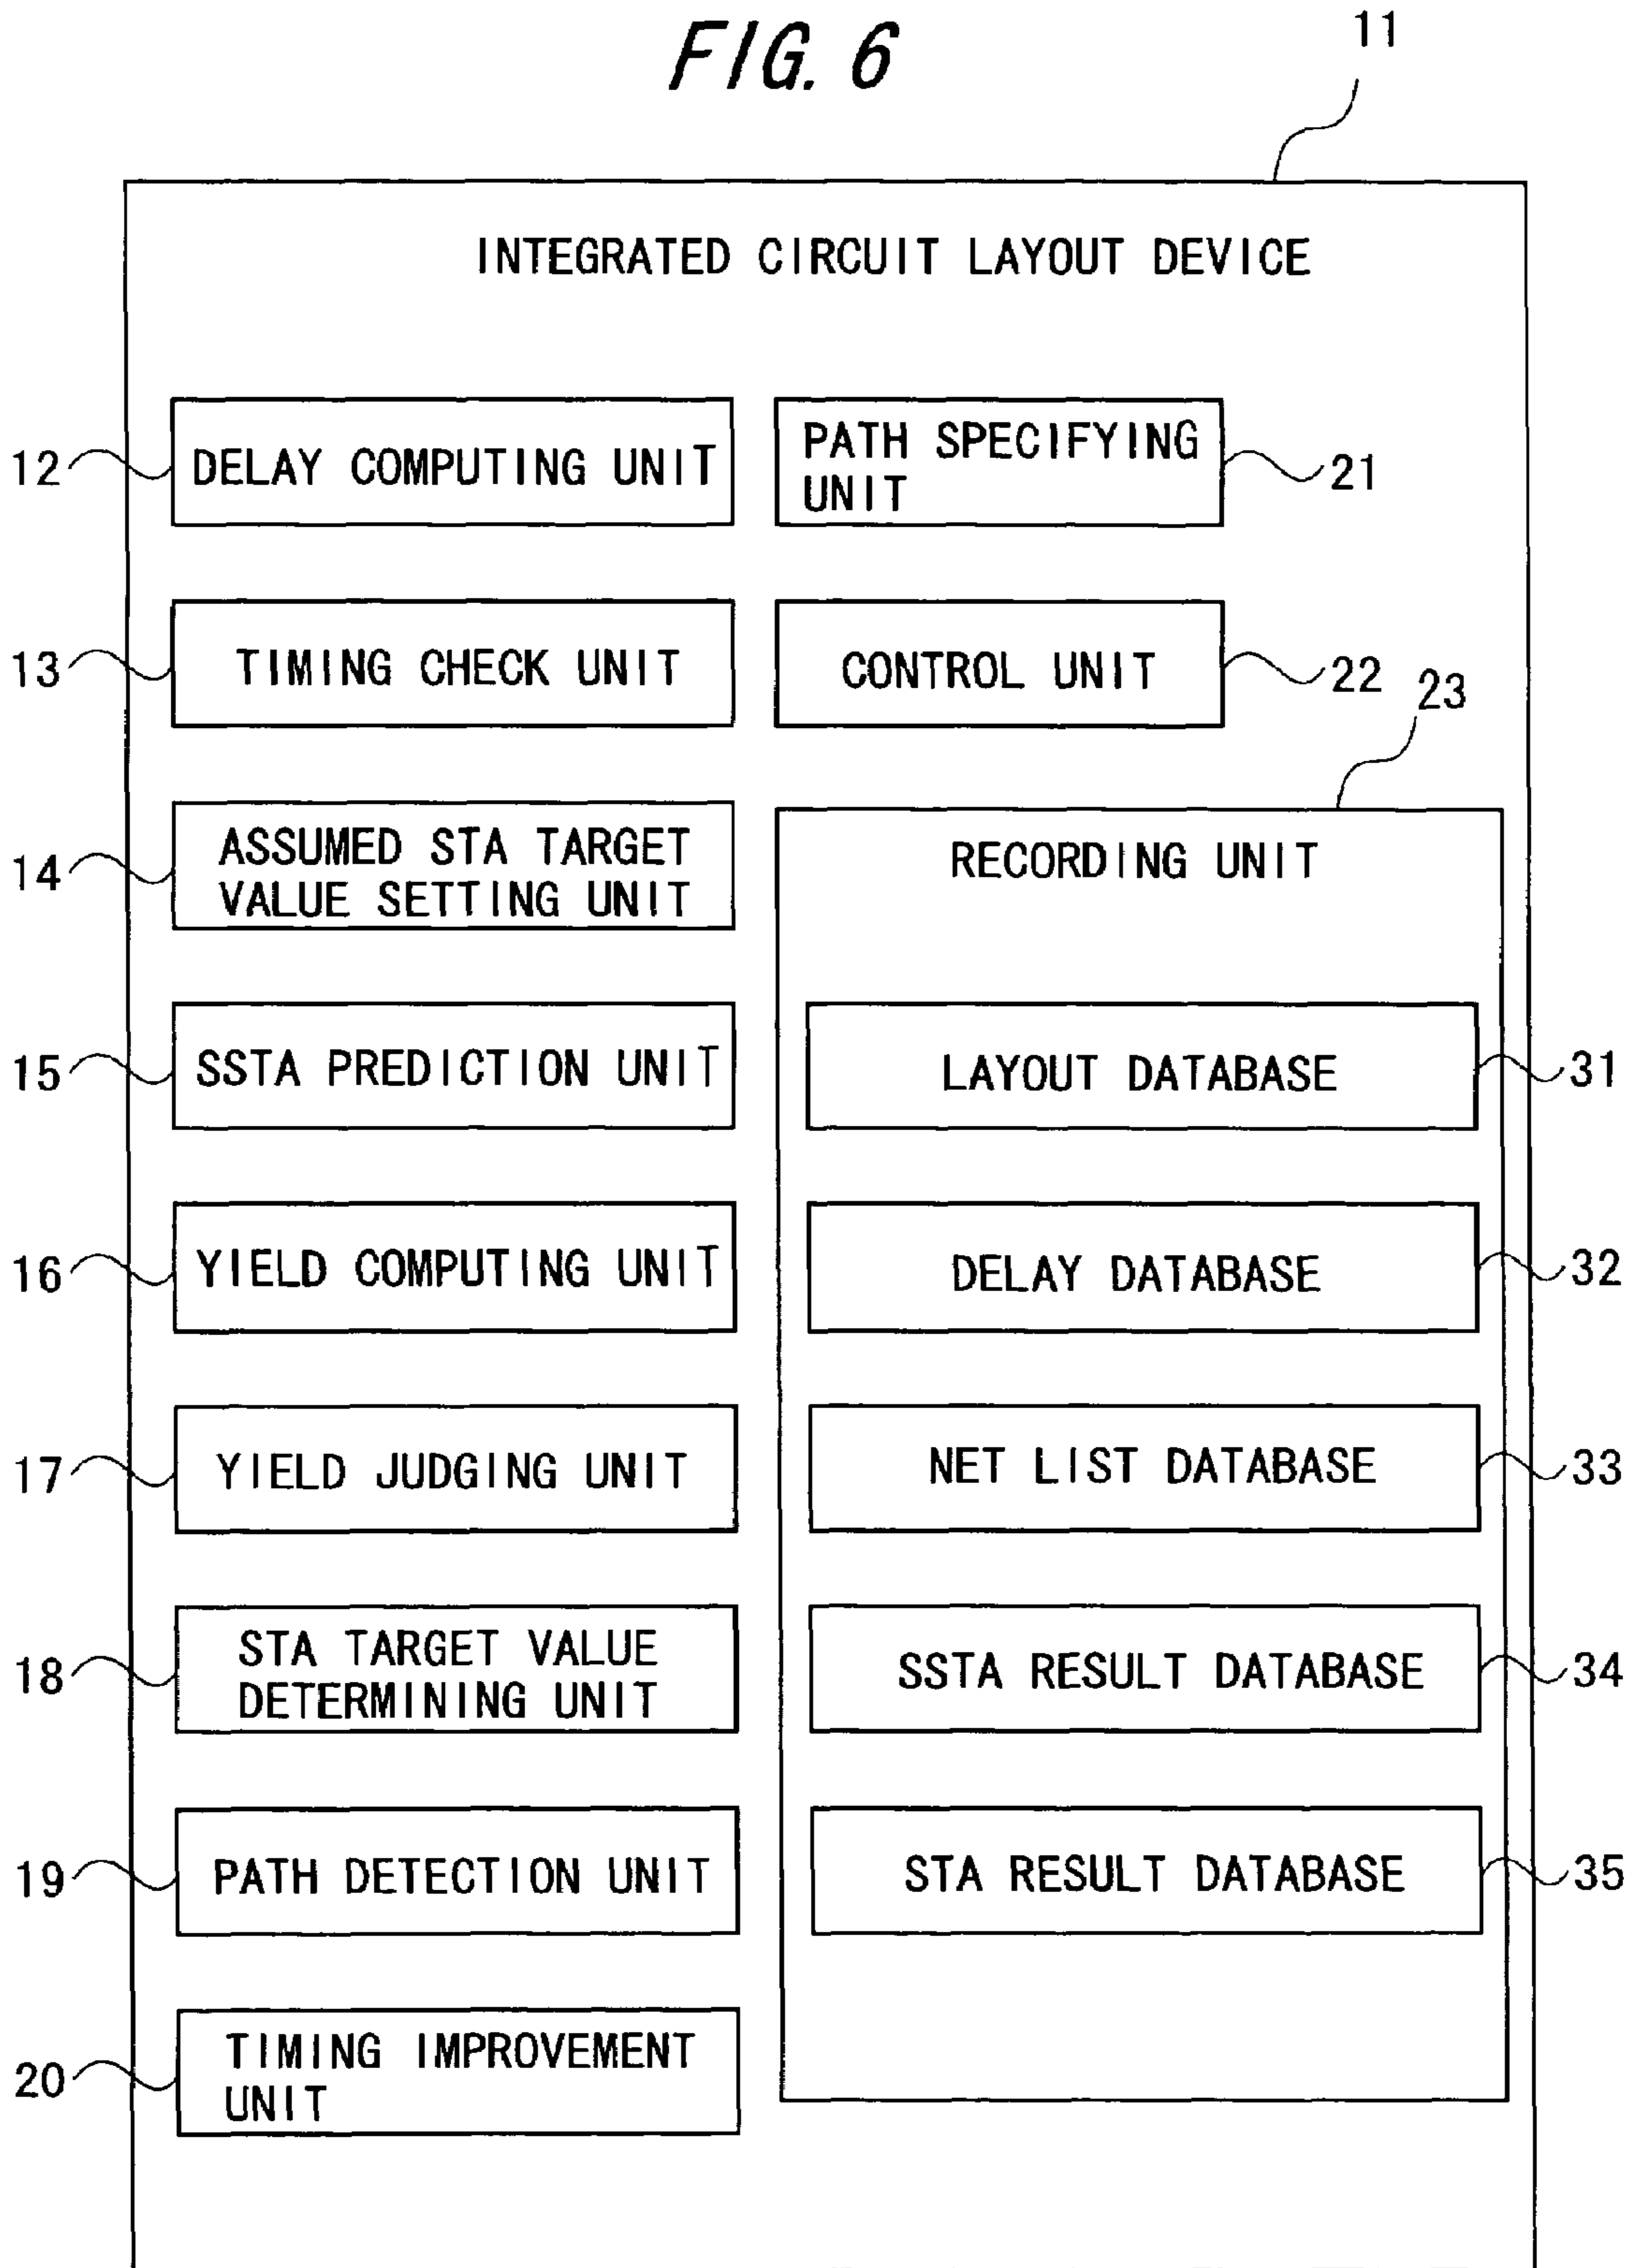 FIG. 6
11
INTEGRATED CIRCUIT LAYOUT DEVICE
12
DELAY COMPUTING UNIT
PATH SPECIFYING
UNIT
21
13
TIMING CHECK UNIT
CONTROL UNIT
22
23
14
ASSUMED STA TARGET
VALUE SETTING UNIT
RECORDING UNIT
15
SSTA PREDICTION UNIT
LAYOUT DATABASE
31
16
YIELD COMPUTING UNIT
DELAY DATABASE
32
17
YIELD JUDGING UNIT
NET LIST DATABASE
33
18
STA TARGET VALUE
DETERMINING UNIT
SSTA RESULT DATABASE
34
19
PATH DETECTION UNIT
STA RESULT DATABASE
35
20
TIMING IMPROVEMENT
UNIT